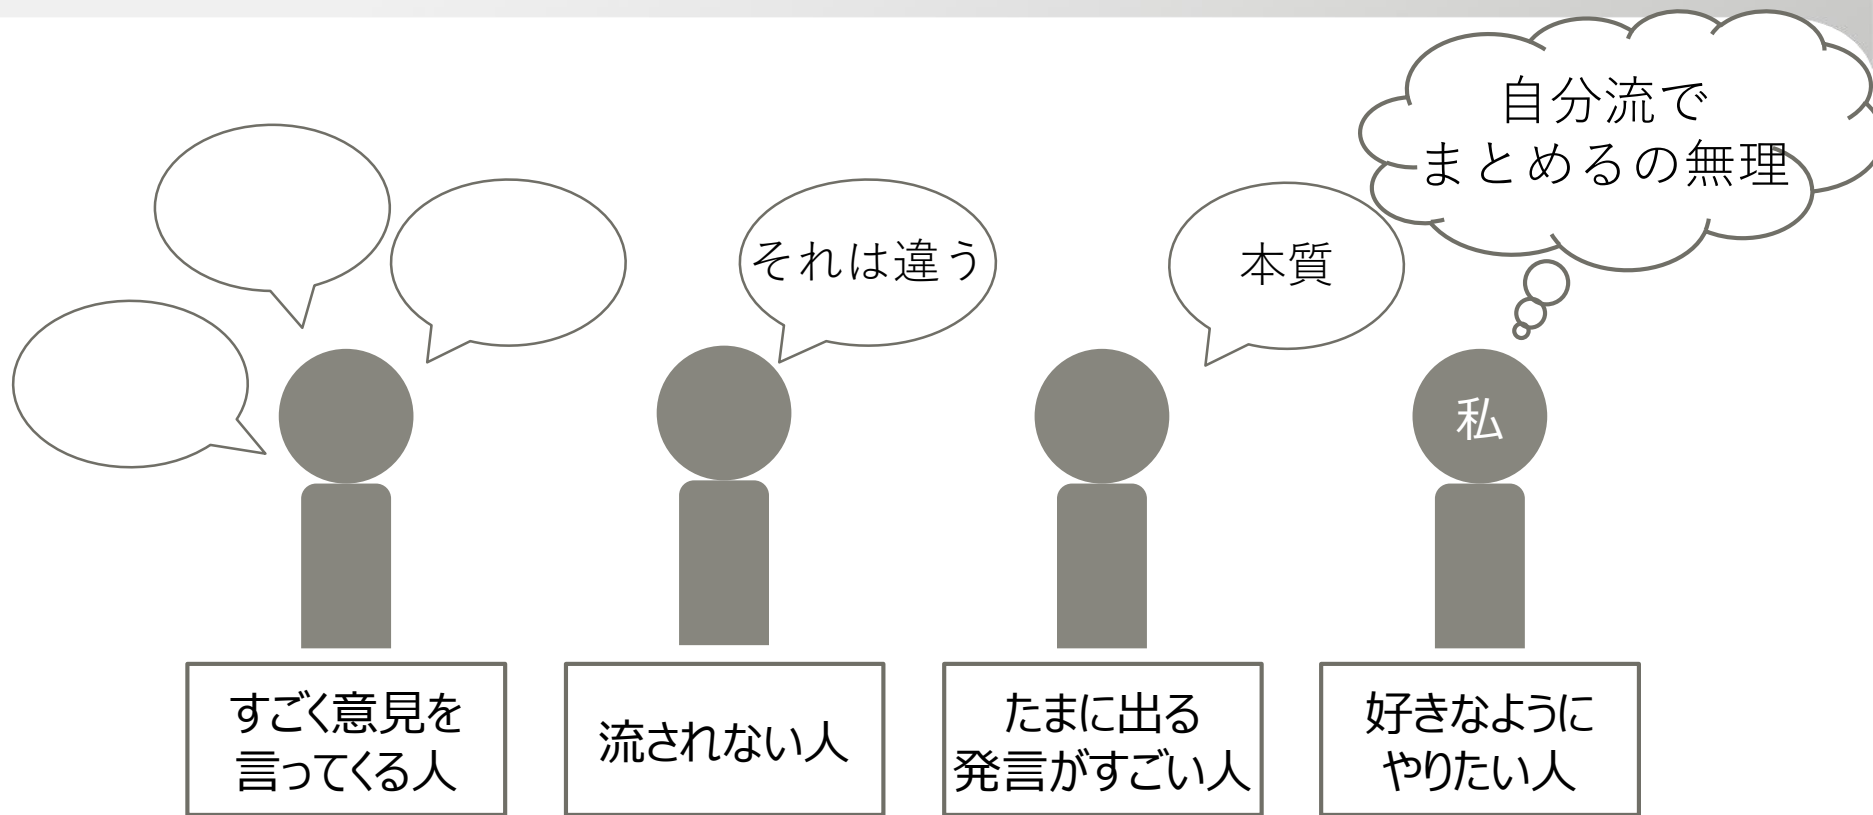 自分流で
まとめるの無理
それは違う
本質
私
すごく意見を
言ってくる人
流されない人
たまに出る
発言がすごい人
好きなように
やりたい人